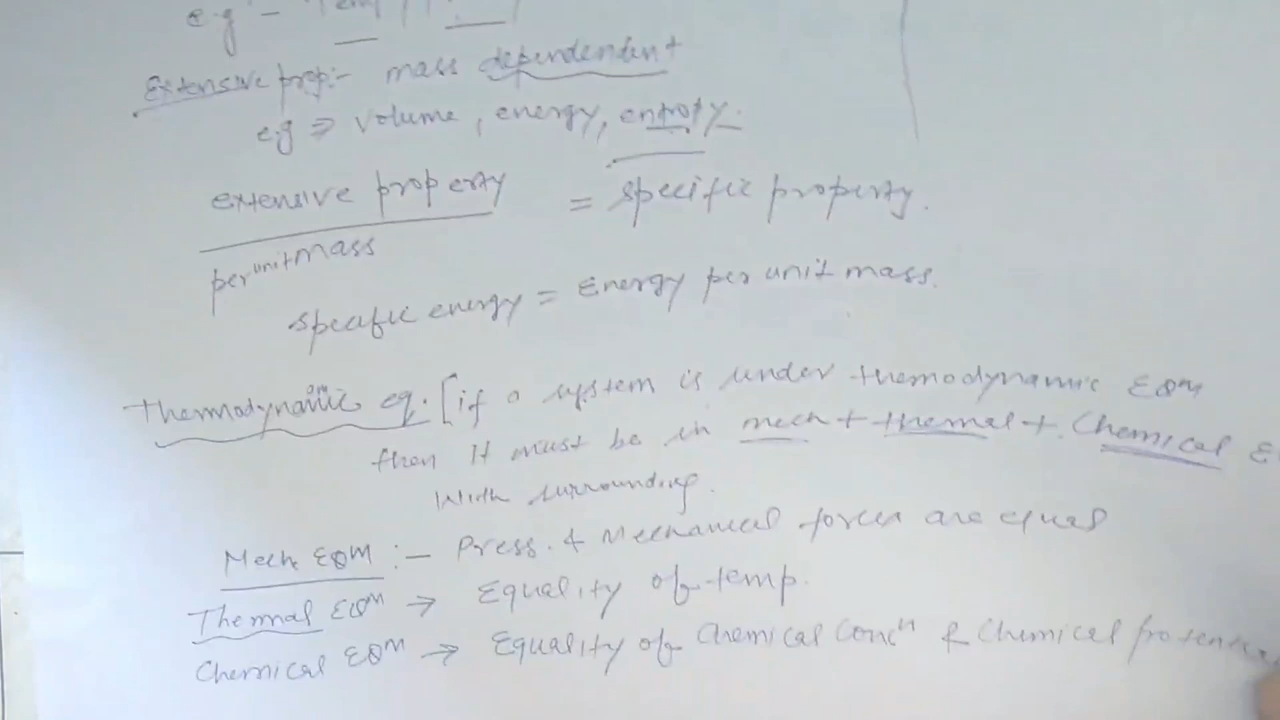 e.g -
Extensive prop:- mass dependent
e.g ⇒ volume, energy, entropy.
extensive property / per unit mass = specific property.
specific energy = Energy per unit mass.
Thermodynamic eqm. [if a system is under thermodynamic EQM
then it must be in mech + thermal + Chemical
With surrounding.
Mech EQM :- Press. & Mechanical forces are equal
Thermal EQM → Equality of temp.
Chemical EQM → Equality of Chemical Concn & Chemical potential